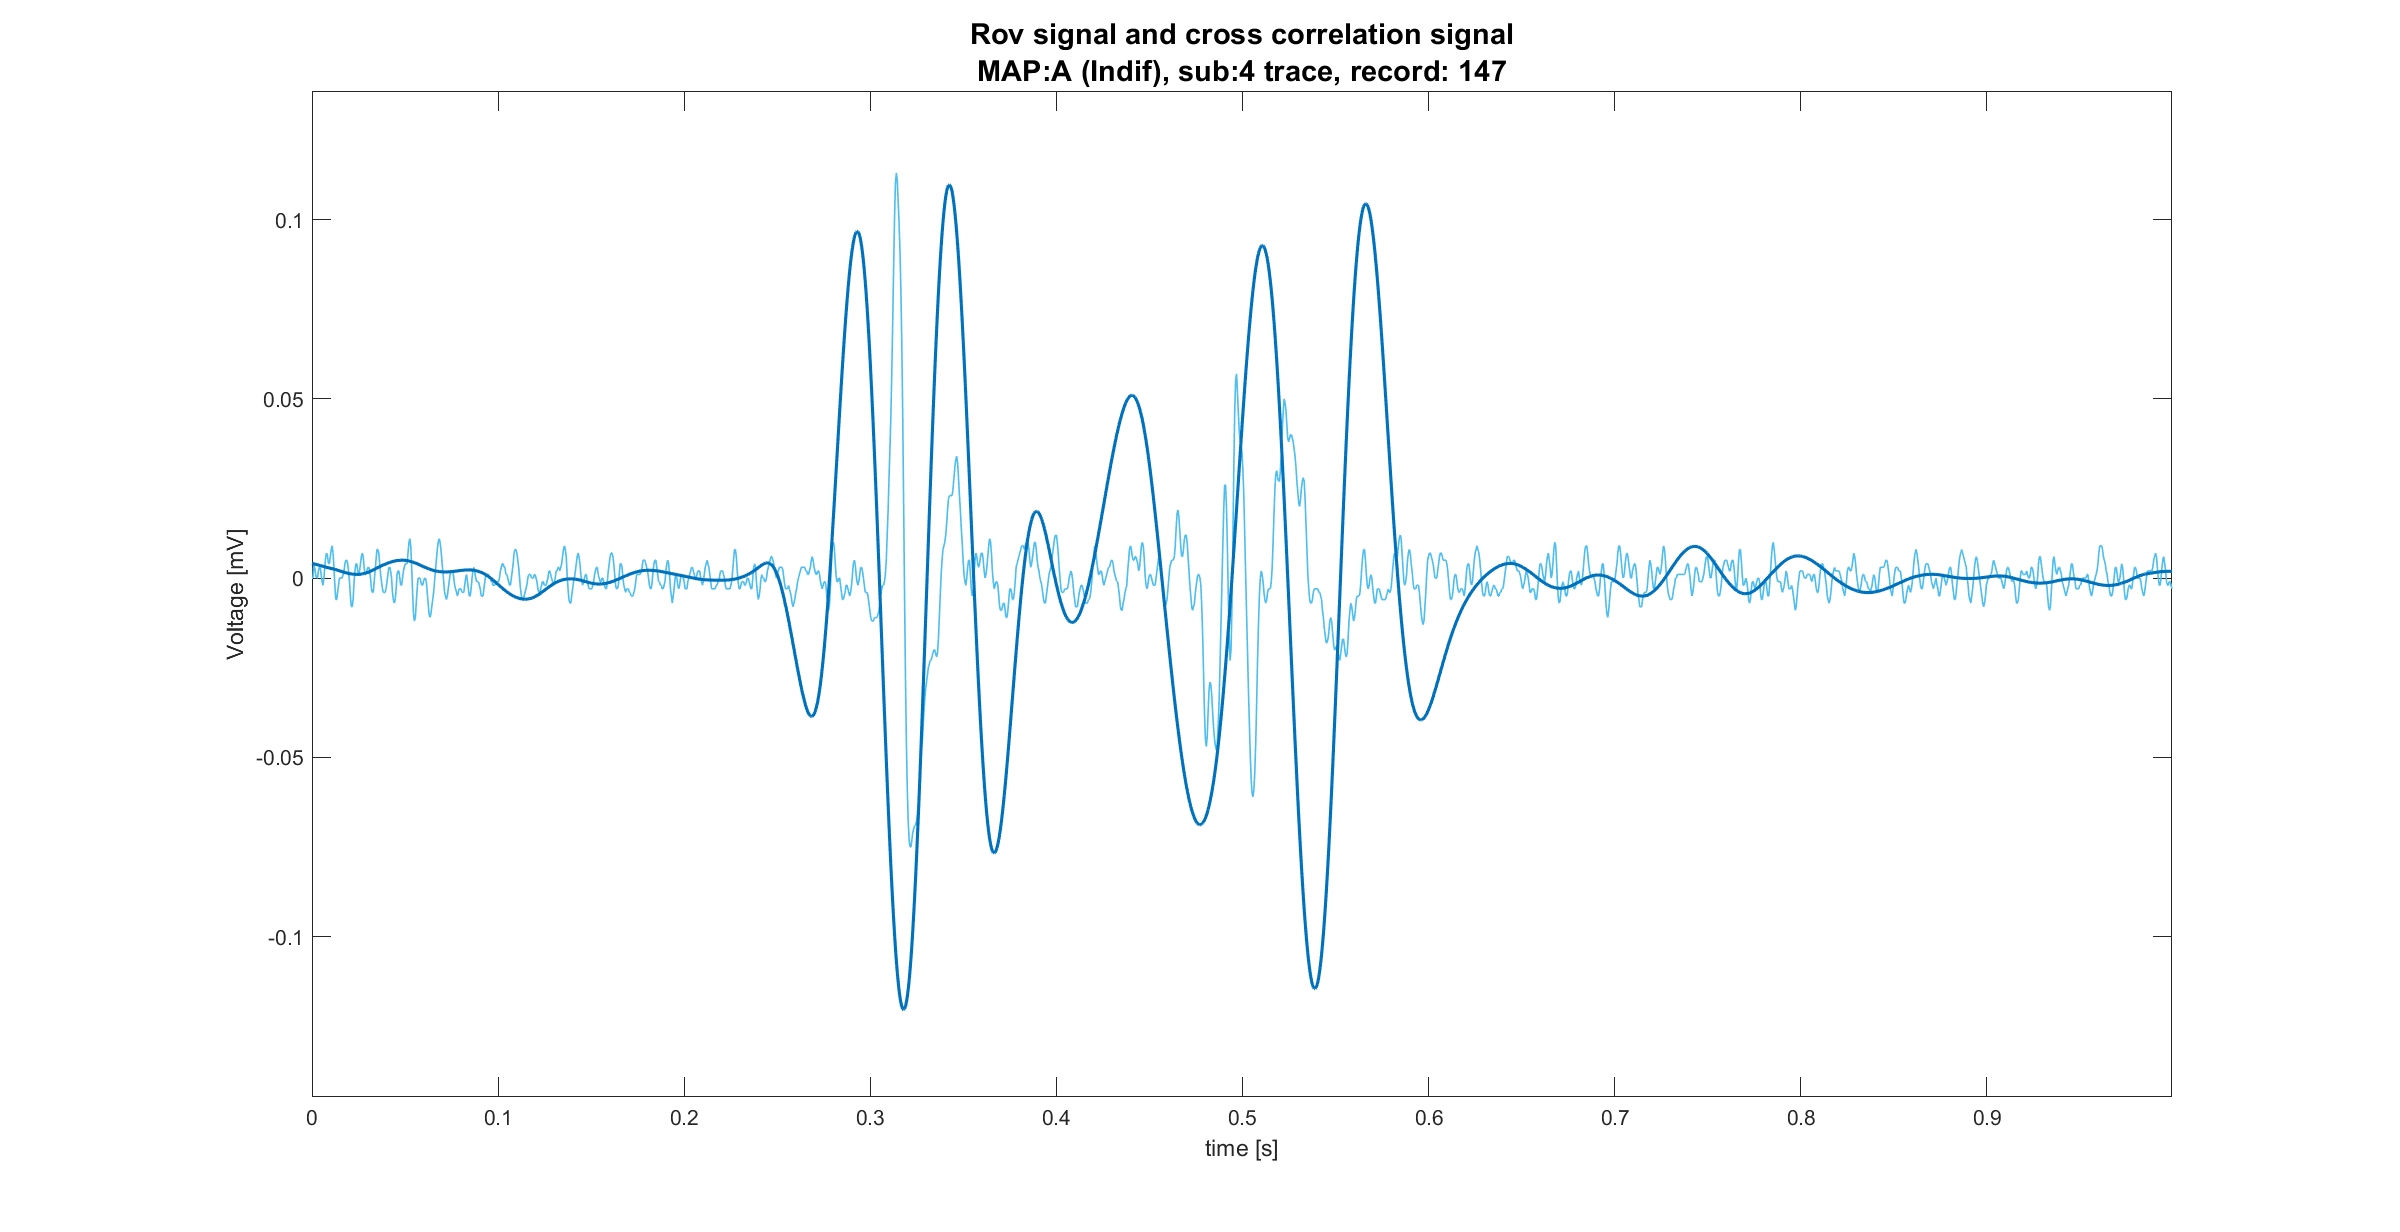 Rov signal and cross correlation signal
MAP:A (Indif), sub:4 trace, record: 147
0.1
0.05
0
-0.05
-0.1
Voltage [mV]
0 0.1 0.2 0.3 0.4 0.5 0.6 0.7 0.8 0.9
time [s]